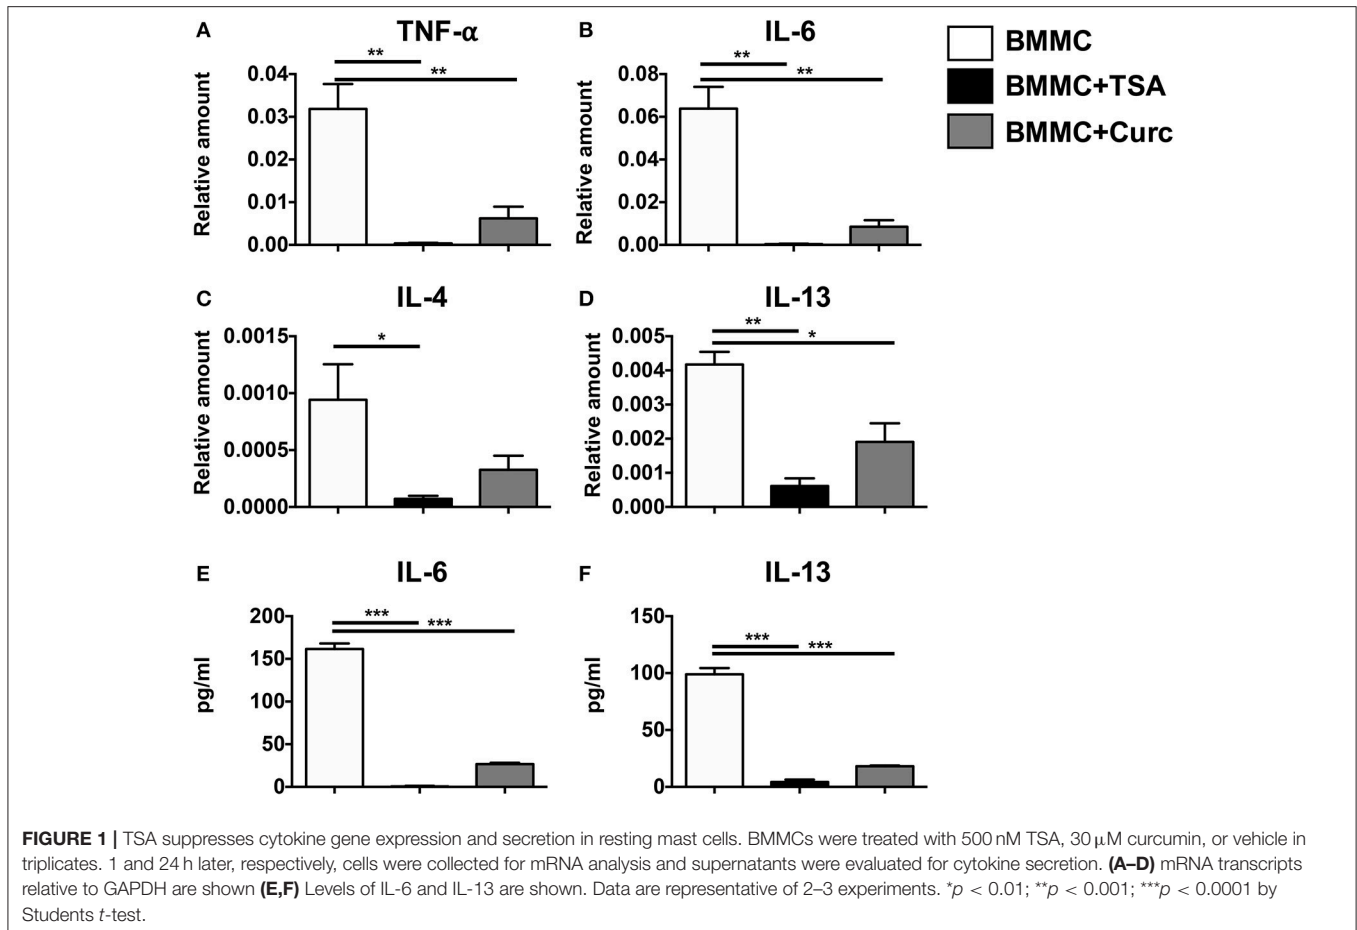 A
TNF-α
**
**
Relative amount
0.04
0.03
0.02
0.01
0.00
B
IL-6
**
**
Relative amount
0.08
0.06
0.04
0.02
0.00
BMMC
BMMC+TSA
BMMC+Curc
C
IL-4
*
Relative amount
0.0015
0.0010
0.0005
0.0000
D
IL-13
**
*
Relative amount
0.005
0.004
0.003
0.002
0.001
0.000
E
IL-6
***
***
pg/ml
200
150
100
50
0
F
IL-13
***
***
pg/ml
150
100
50
0
FIGURE 1 | TSA suppresses cytokine gene expression and secretion in resting mast cells. BMMCs were treated with 500 nM TSA, 30 μM curcumin, or vehicle in
triplicates. 1 and 24 h later, respectively, cells were collected for mRNA analysis and supernatants were evaluated for cytokine secretion. (A–D) mRNA transcripts
relative to GAPDH are shown (E,F) Levels of IL-6 and IL-13 are shown. Data are representative of 2–3 experiments. *p < 0.01; **p < 0.001; ***p < 0.0001 by
Students t-test.